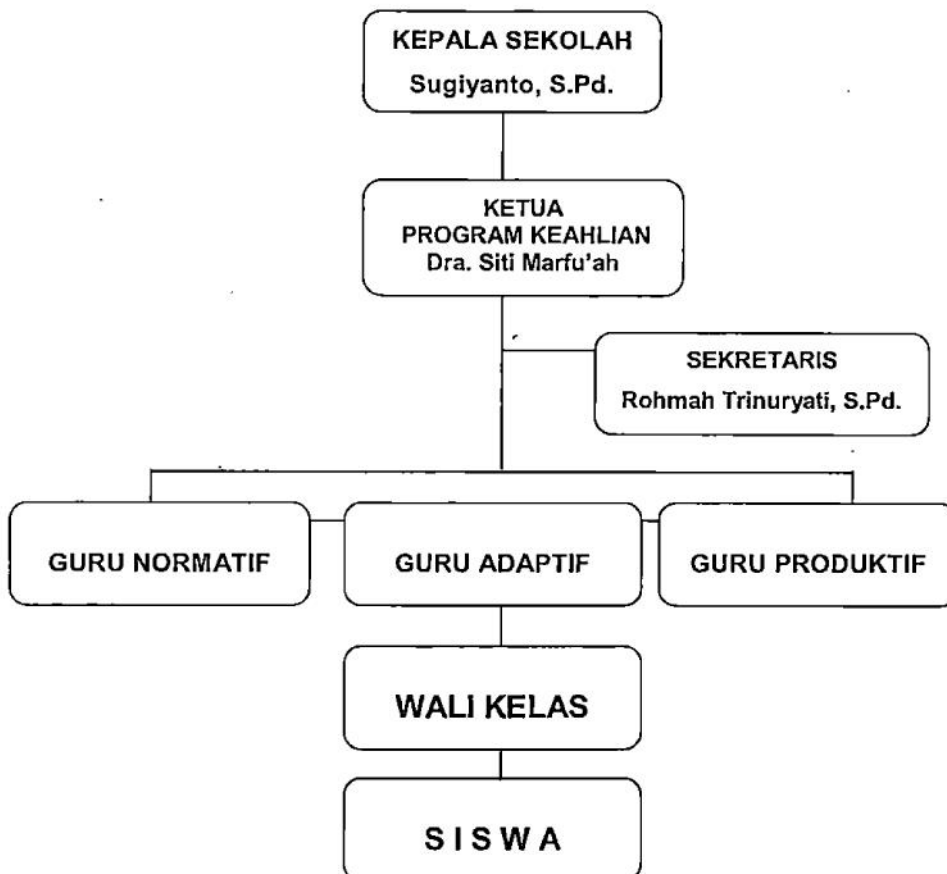 KEPALA SEKOLAH
Sugiyanto, S.Pd.
KETUA
PROGRAM KEAHLIAN
Dra. Siti Marfu'ah
SEKRETARIS
Rohmah Trinuryati, S.Pd.
GURU NORMATIF
GURU ADAPTIF
GURU PRODUKTIF
WALI KELAS
S I S W A